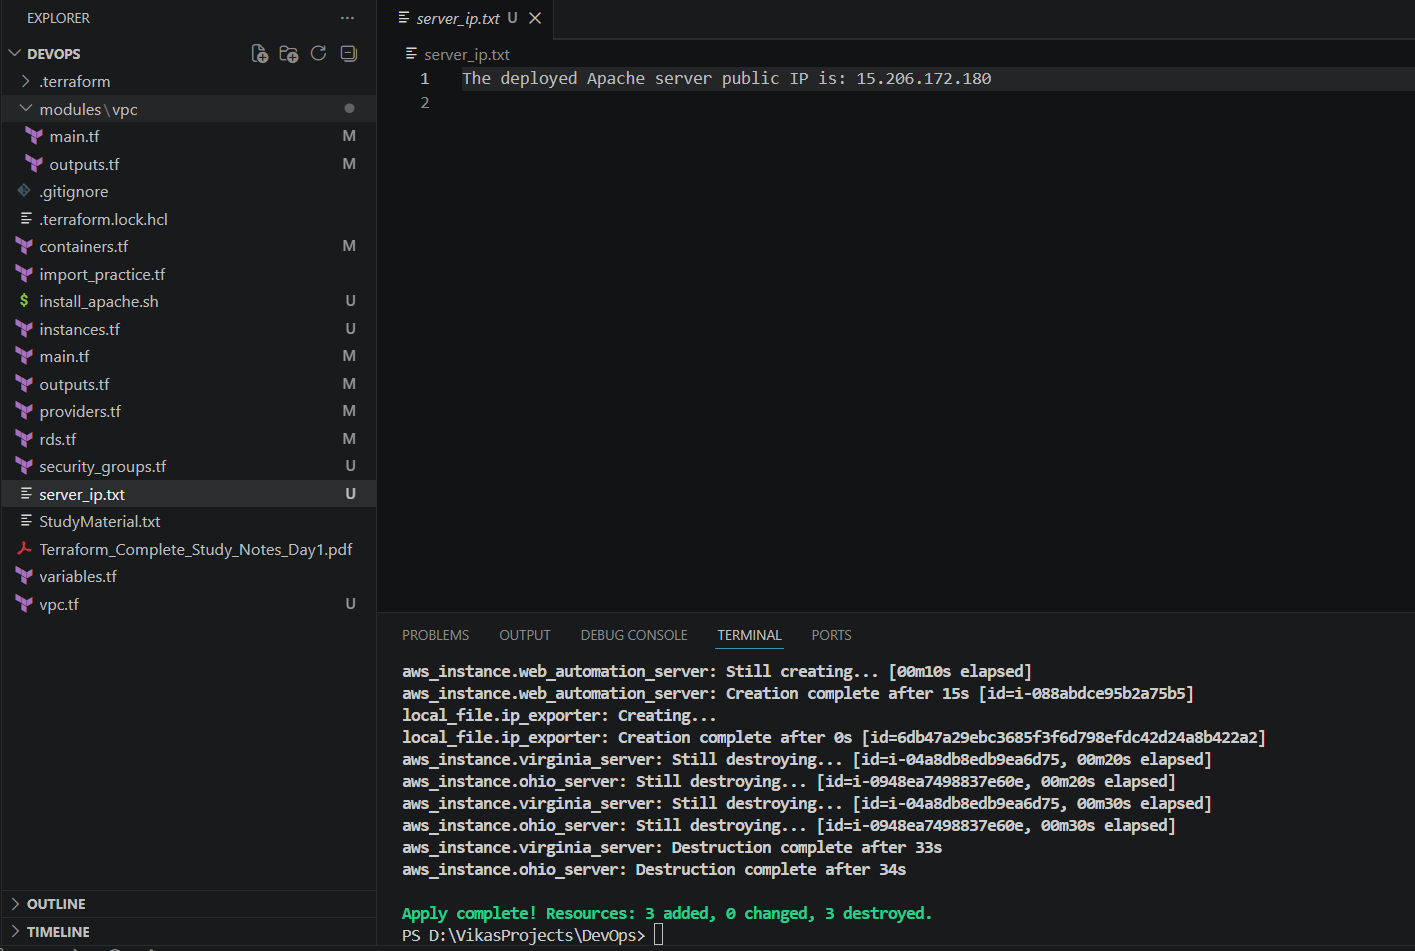 EXPLORER
DEVOPS
.terraform
modules\vpc
main.tf M
outputs.tf M
.gitignore
.terraform.lock.hcl
containers.tf M
import_practice.tf
$ install_apache.sh U
instances.tf U
main.tf M
outputs.tf M
providers.tf M
rds.tf M
security_groups.tf U
server_ip.txt U
StudyMaterial.txt
Terraform_Complete_Study_Notes_Day1.pdf
variables.tf
vpc.tf U
OUTLINE
TIMELINE
server_ip.txt U
server_ip.txt
1 The deployed Apache server public IP is: 15.206.172.180
2
PROBLEMS OUTPUT DEBUG CONSOLE TERMINAL PORTS
aws_instance.web_automation_server: Still creating... [00m10s elapsed]
aws_instance.web_automation_server: Creation complete after 15s [id=i-088abdce95b2a75b5]
local_file.ip_exporter: Creating...
local_file.ip_exporter: Creation complete after 0s [id=6db47a29ebc3685f3f6d798efdc42d24a8b422a2]
aws_instance.virginia_server: Still destroying... [id=i-04a8db8edb9ea6d75, 00m20s elapsed]
aws_instance.ohio_server: Still destroying... [id=i-0948ea7498837e60e, 00m20s elapsed]
aws_instance.virginia_server: Still destroying... [id=i-04a8db8edb9ea6d75, 00m30s elapsed]
aws_instance.ohio_server: Still destroying... [id=i-0948ea7498837e60e, 00m30s elapsed]
aws_instance.virginia_server: Destruction complete after 33s
aws_instance.ohio_server: Destruction complete after 34s
Apply complete! Resources: 3 added, 0 changed, 3 destroyed.
PS D:\VikasProjects\DevOps>